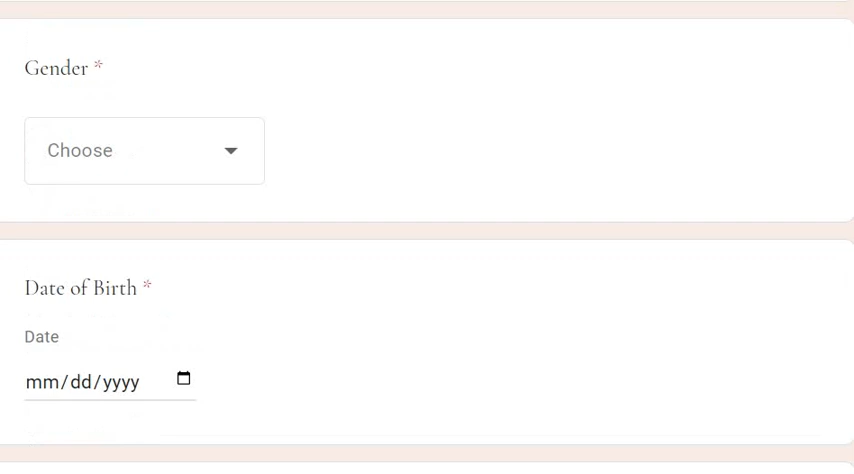 Gender *
Choose
Date of Birth *
Date
mm/dd/yyyy